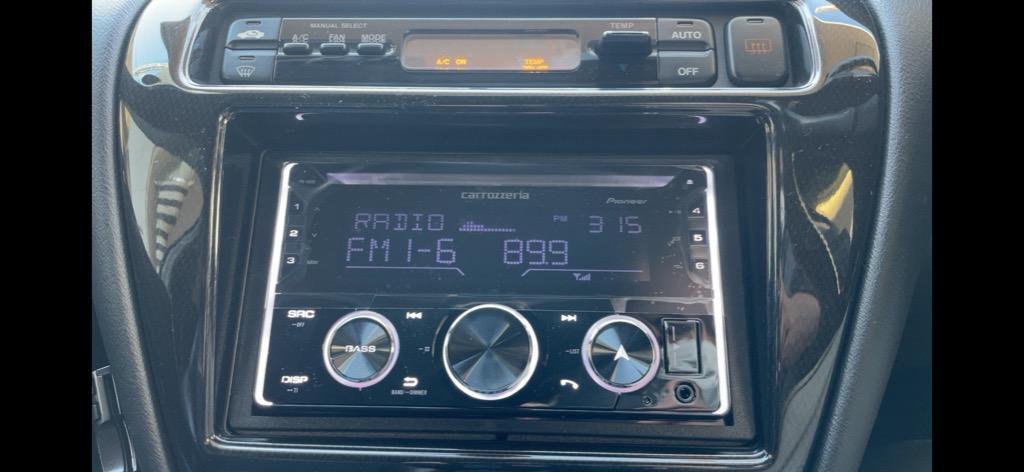 MANUAL SELECT
A/C FAN MODE
TEMP
AUTO
OFF
A/C ON
TEMP
carrozzeria
Pioneer
RADIO
PM 3 15
FM1-6 89.9
1
2
3
4
5
6
SRC
OFF
BASS
DISP
BAND DIMMER
LIST